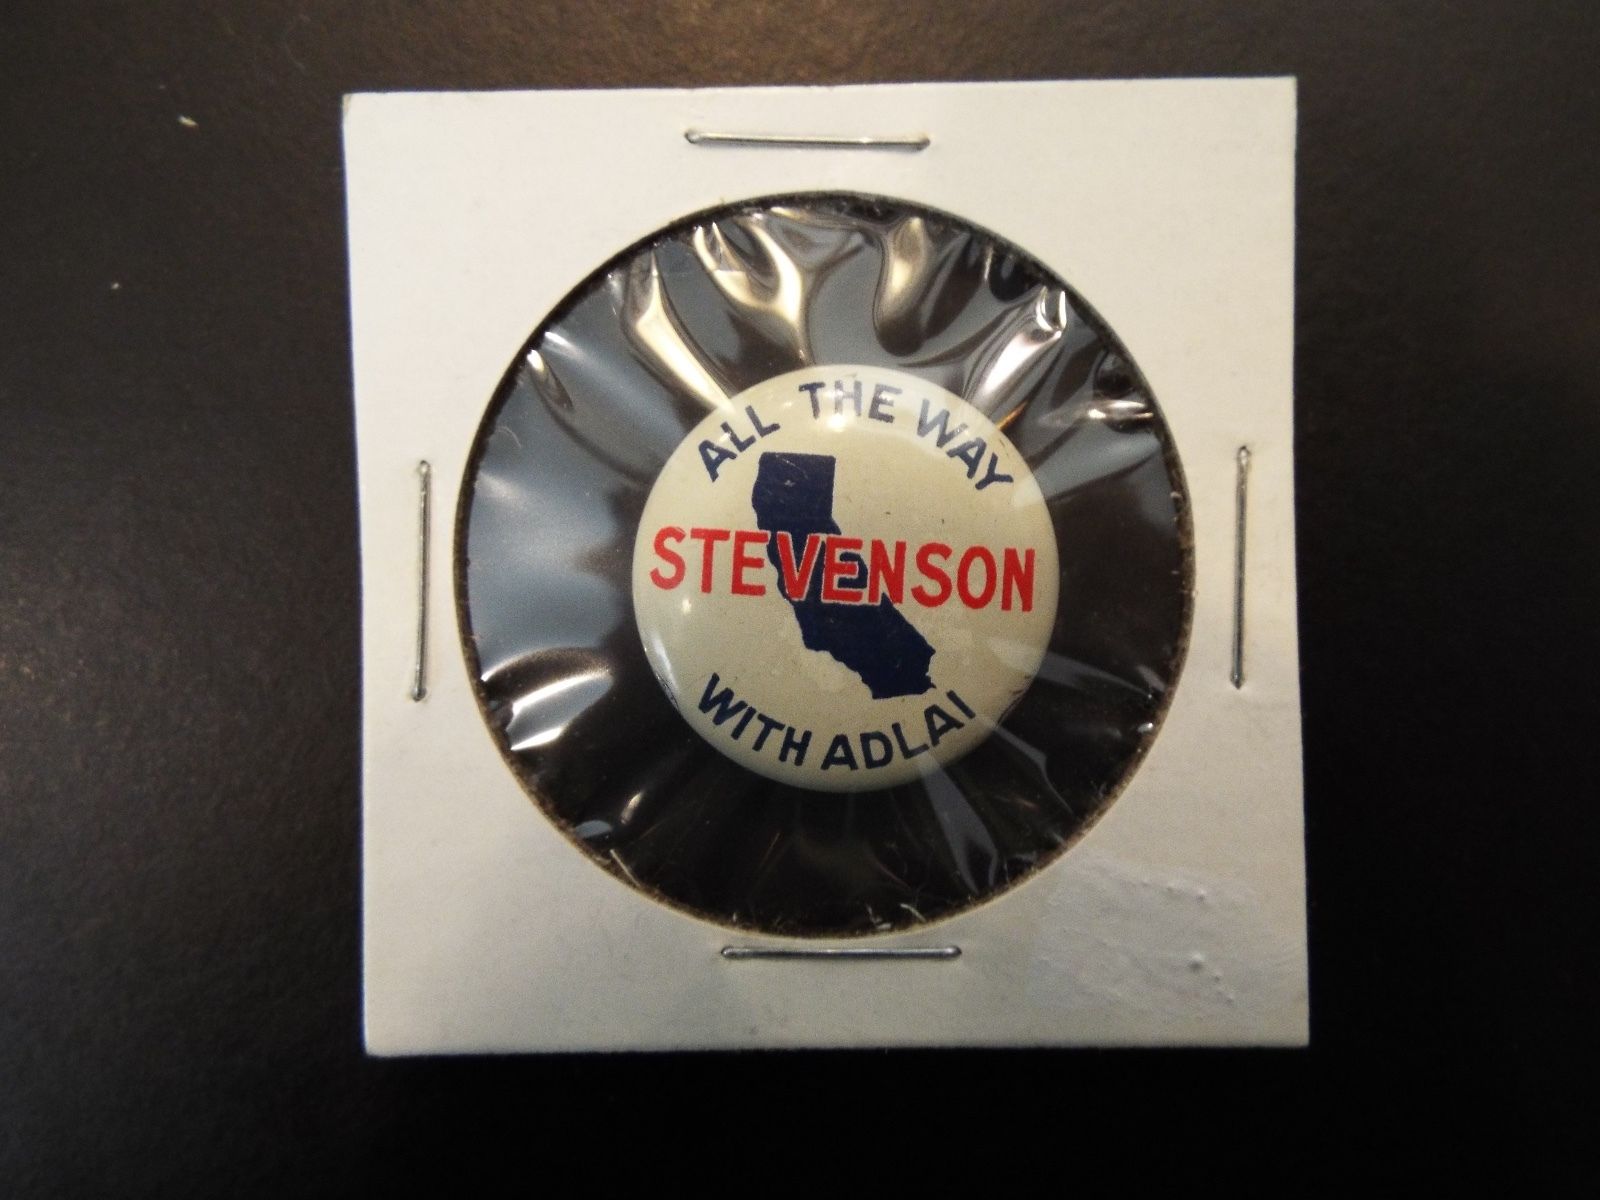 ALL THE WAY
STEVENSON
WITH ADLAI